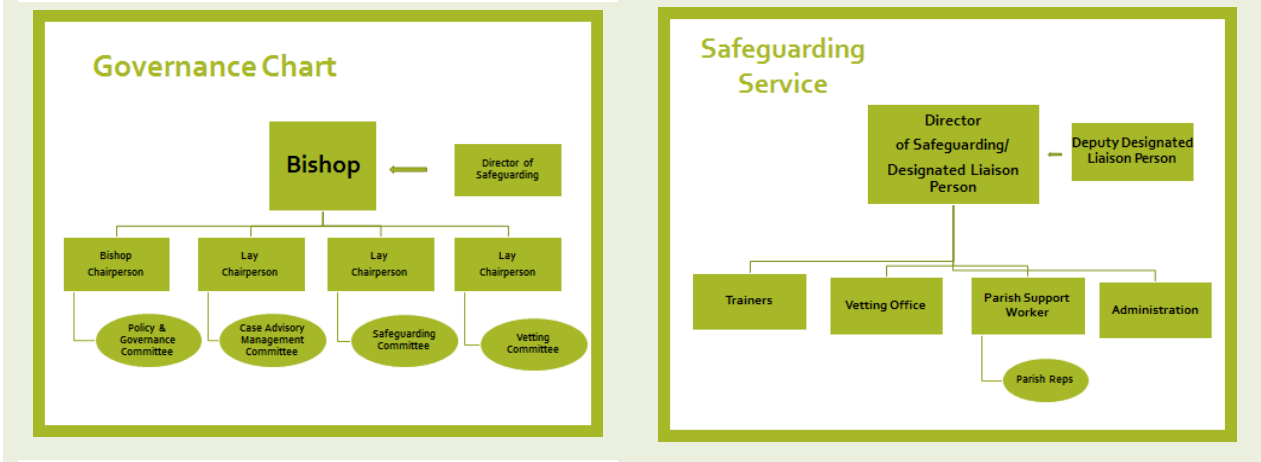 Governance Chart
Bishop
Director of
Safeguarding
Bishop
Chairperson
Lay
Chairperson
Lay
Chairperson
Lay
Chairperson
Policy &
Governance
Committee
Case Advisory
Management
Committee
Safeguarding
Committee
Vetting
Committee
Safeguarding
Service
Director
of Safeguarding/
Designated Liaison
Person
Deputy Designated
Liaison Person
Trainers
Vetting Office
Parish Support
Worker
Administration
Parish Reps